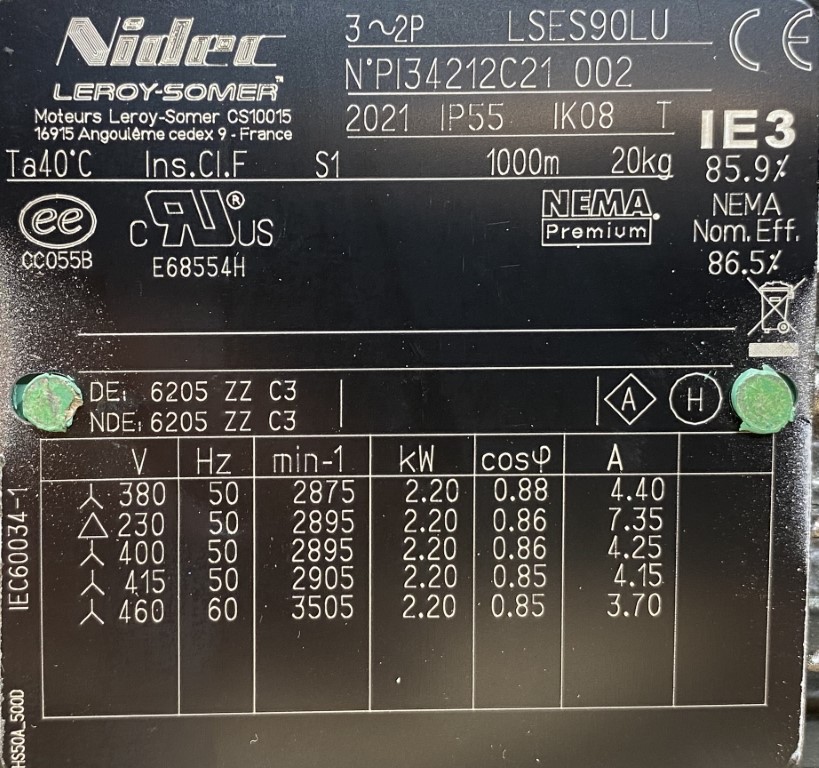 Nidec
LEROY-SOMER™
Moteurs Leroy-Somer CS10015
16915 Angoulême cedex 9 - France
3~2P LSES90LU
N°PI34212C21 002
2021 IP55 IK08 T
CE
IE3
85.9%
Ta40°C Ins.Cl.F S1 1000m 20kg
ee
CC055B
C RU® US
E68554H
NEMA
Premium
NEMA
Nom. Eff.
86.5%
DE: 6205 ZZ C3
NDE: 6205 ZZ C3
A H
V Hz min-1 kW cosφ A
380 50 2875 2.20 0.88 4.40
Δ 230 50 2895 2.20 0.86 7.35
400 50 2895 2.20 0.86 4.25
415 50 2905 2.20 0.85 4.15
460 60 3505 2.20 0.85 3.70
IEC60034-1
HS50A_500D